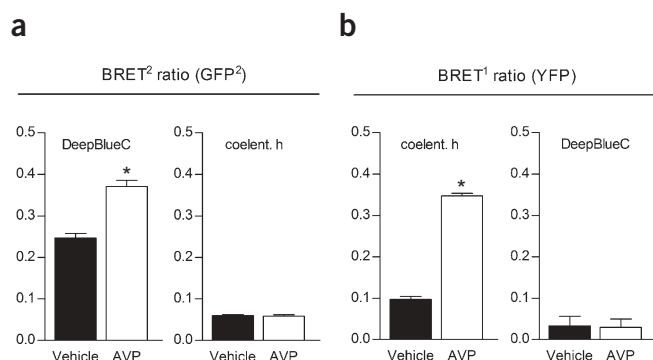 a
b
BRET² ratio (GFP²)
BRET¹ ratio (YFP)
0.5
0.4
0.3
0.2
0.1
0.0
DeepBlueC
*
Vehicle AVP
0.5
0.4
0.3
0.2
0.1
0.0
coelent. h
Vehicle AVP
0.5
0.4
0.3
0.2
0.1
0.0
coelent. h
*
Vehicle AVP
0.5
0.4
0.3
0.2
0.1
0.0
DeepBlueC
Vehicle AVP